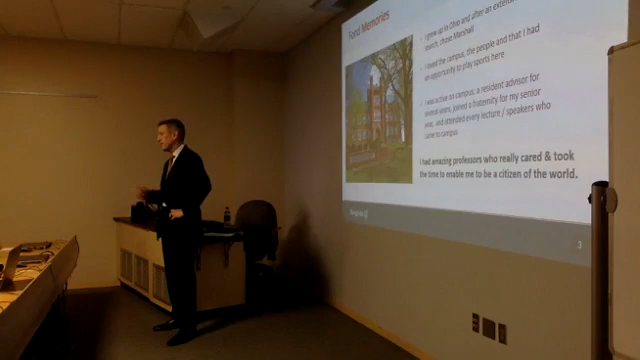 Fond Memories
I grew up in Ohio and after an extensive
search, chose Marshall
I loved the campus, the people and that I had
an opportunity to play sports here
I was active on campus: a resident advisor for
several years, joined a fraternity for my senior
year, and attended every lecture / speakers who
came to campus
I had amazing professors who really cared & took
the time to enable me to be a citizen of the world.
3